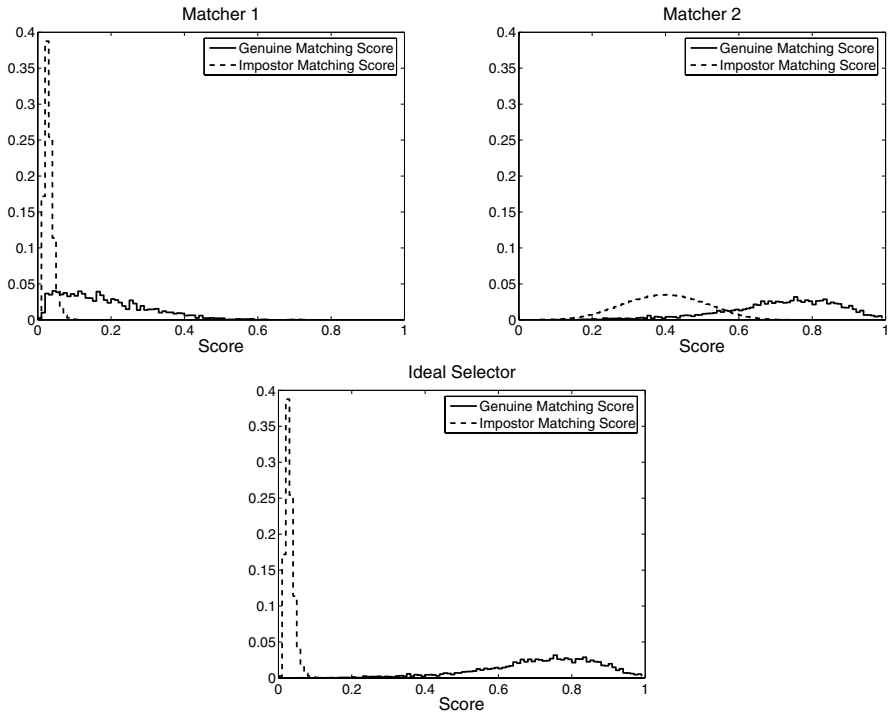 Matcher 1
0.4
0.35
0.3
0.25
0.2
0.15
0.1
0.05
0
0 0.2 0.4 0.6 0.8 1
Score
Genuine Matching Score
Impostor Matching Score
Matcher 2
0.4
0.35
0.3
0.25
0.2
0.15
0.1
0.05
0
0 0.2 0.4 0.6 0.8 1
Score
Genuine Matching Score
Impostor Matching Score
Ideal Selector
0.4
0.35
0.3
0.25
0.2
0.15
0.1
0.05
0
0 0.2 0.4 0.6 0.8 1
Score
Genuine Matching Score
Impostor Matching Score